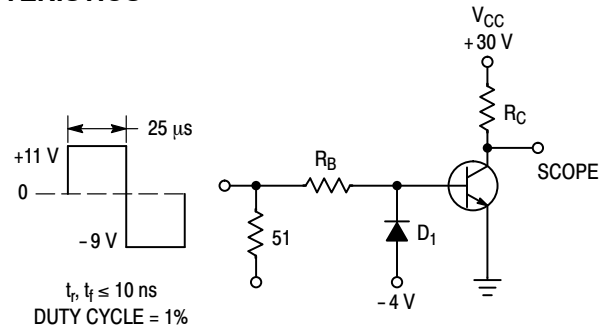 V_CC
+30 V
R_C
25 μs
+11 V
0
-9 V
R_B
SCOPE
51
D_1
-4 V
t_r, t_f ≤ 10 ns
DUTY CYCLE = 1%